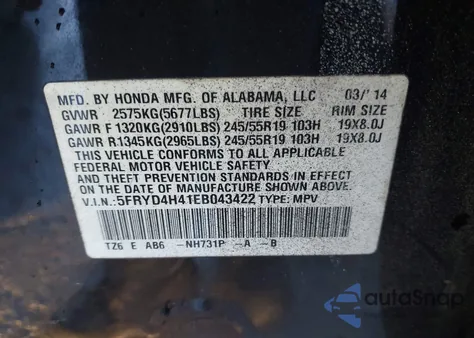 MFD. BY HONDA MFG. OF ALABAMA, LLC 03/'14
GVWR 2575KG(5677LBS) TIRE SIZE RIM SIZE
GAWR F 1320KG(2910LBS) 245/55R19 103H 19X8.0J
GAWR R 1345KG(2965LBS) 245/55R19 103H 19X8.0J
THIS VEHICLE CONFORMS TO ALL APPLICABLE
FEDERAL MOTOR VEHICLE SAFETY
AND THEFT PREVENTION STANDARDS IN EFFECT
ON THE DATE OF MANUFACTURE SHOWN ABOVE.
V.I.N.: 5FRYD4H41EB043422 TYPE: MPV
TZ6 E AB6 -NH731P -A -B
autoSnap